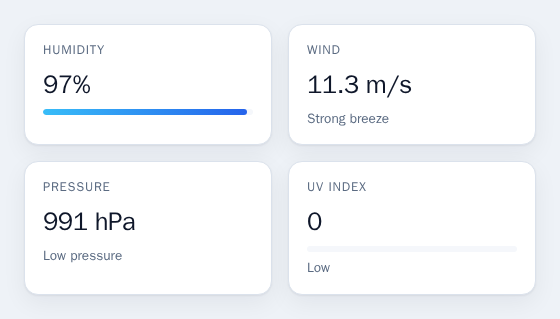 HUMIDITY
97%
WIND
11.3 m/s
Strong breeze
PRESSURE
991 hPa
Low pressure
UV INDEX
0
Low